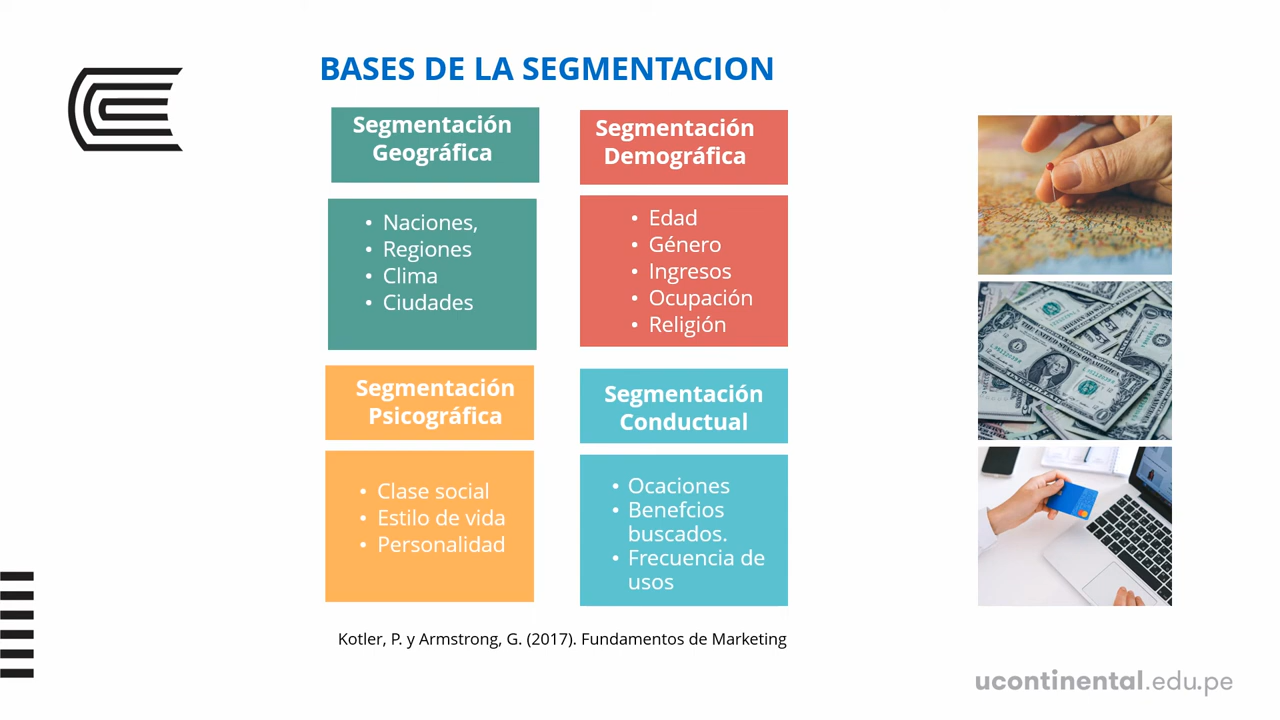 BASES DE LA SEGMENTACION
Segmentación
Geográfica
• Naciones,
• Regiones
• Clima
• Ciudades
Segmentación
Demográfica
• Edad
• Género
• Ingresos
• Ocupación
• Religión
Segmentación
Psicográfica
• Clase social
• Estilo de vida
• Personalidad
Segmentación
Conductual
• Ocaciones
• Benefcios
buscados.
• Frecuencia de
usos
Kotler, P. y Armstrong, G. (2017). Fundamentos de Marketing
ucontinental.edu.pe